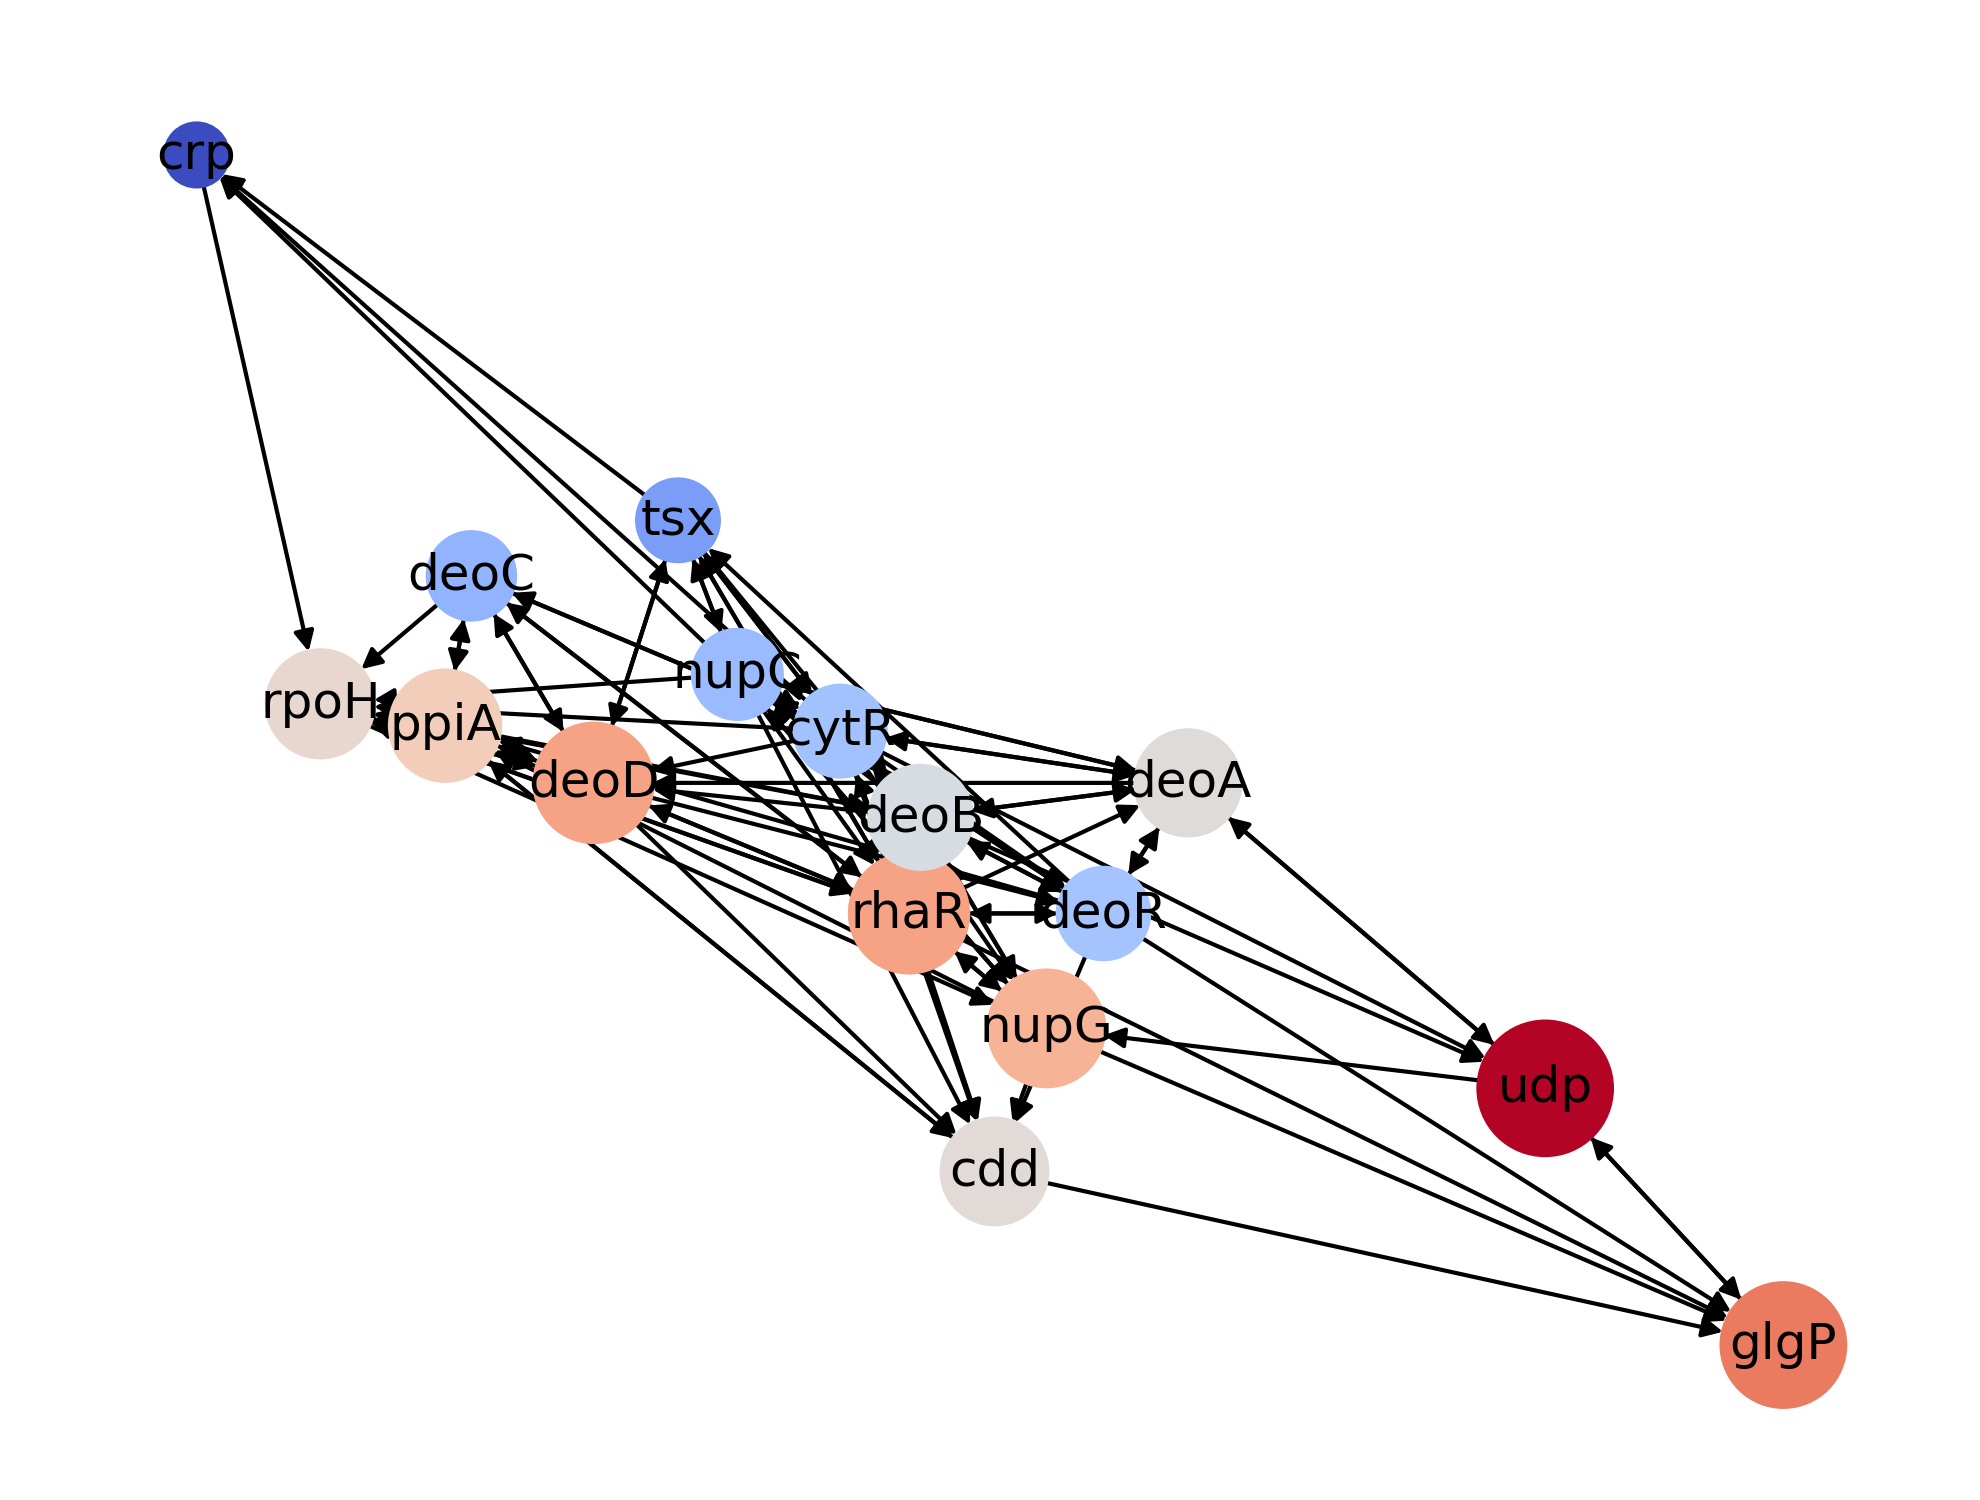 crp
tsx
deoC
nupC
rpoH
ppiA
cytR
deoD
deoA
deoB
rhaR
deoR
nupG
udp
cdd
glgP